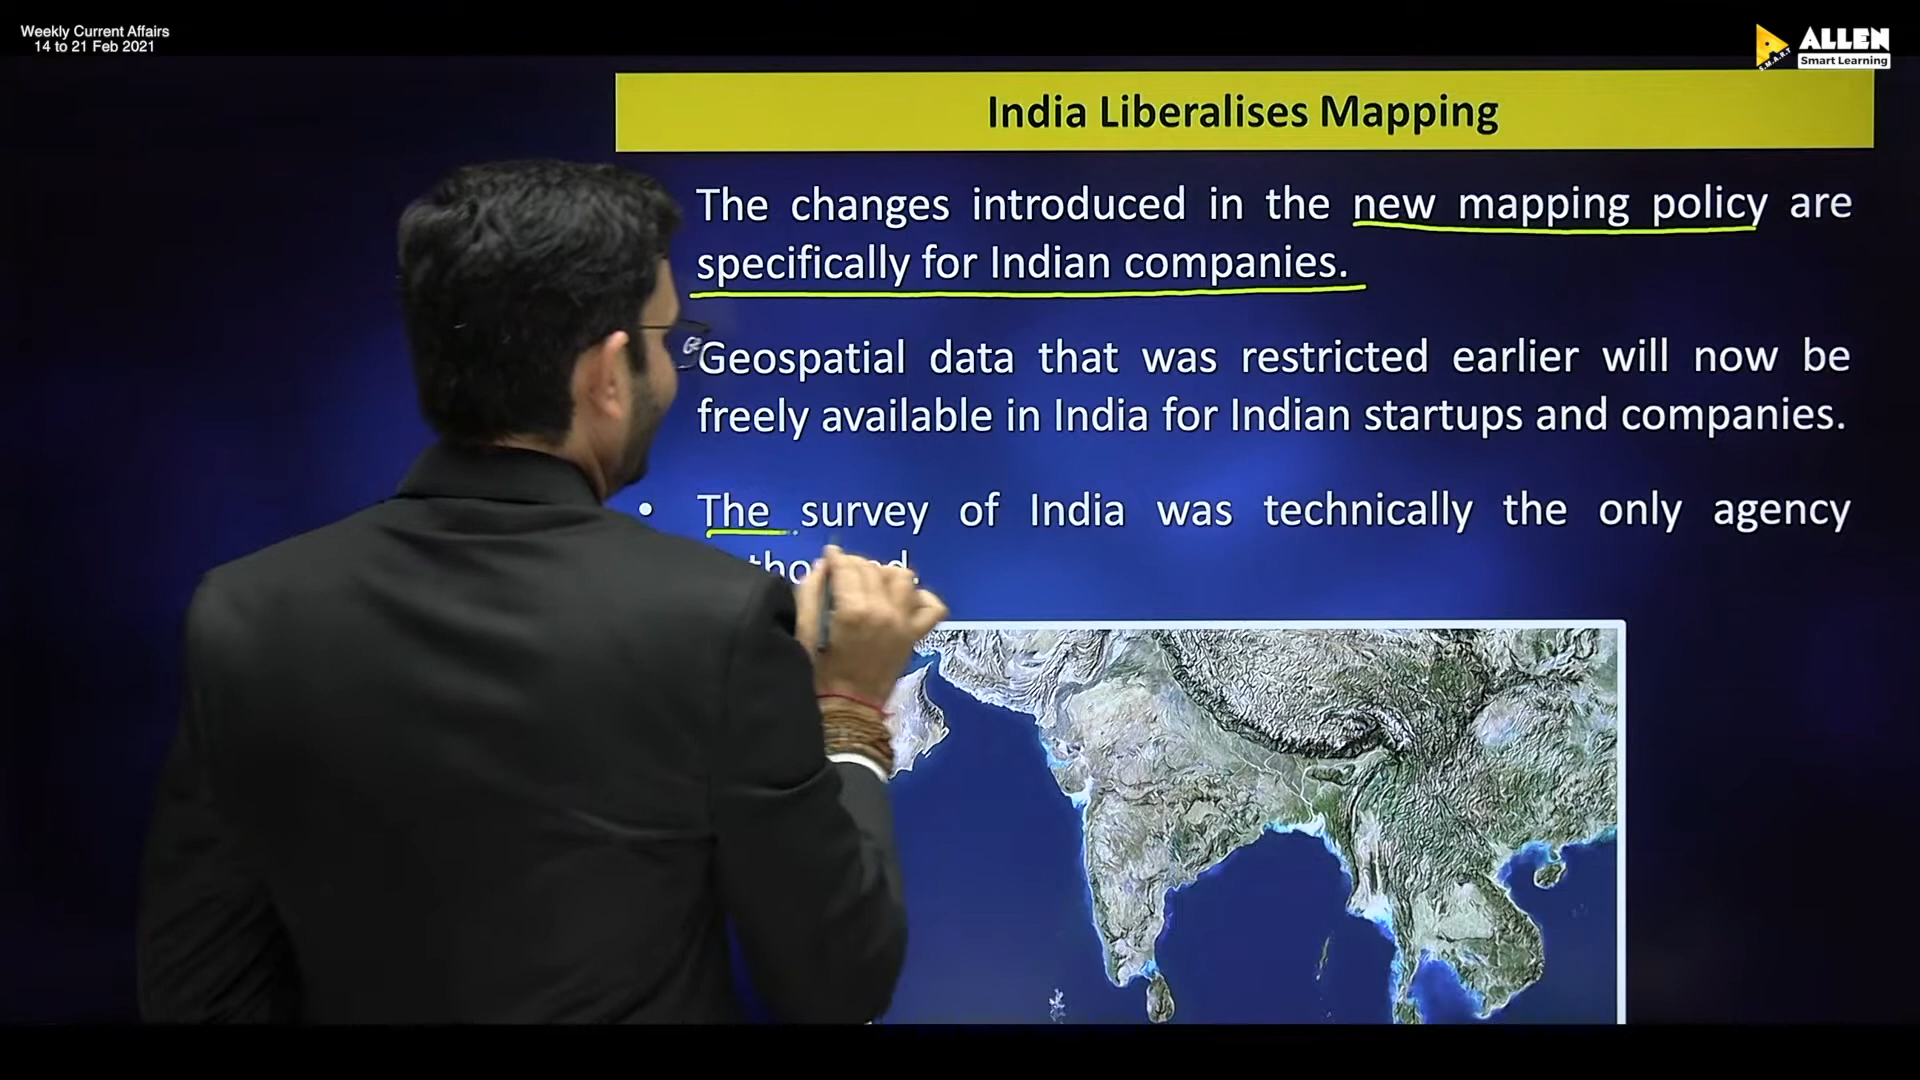 Weekly Current Affairs
14 to 21 Feb 2021
ALLEN
Smart Learning
India Liberalises Mapping
The changes introduced in the new mapping policy are
specifically for Indian companies.
Geospatial data that was restricted earlier will now be
freely available in India for Indian startups and companies.
• The survey of India was technically the only agency